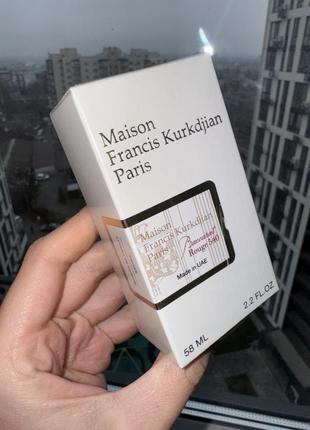 Maison
Francis Kurkdjian
Paris
Maison
Francis Kurkdjian
Paris
Baccarat
Rouge 540
Made in UAE
58 ML
2.2 FL.OZ